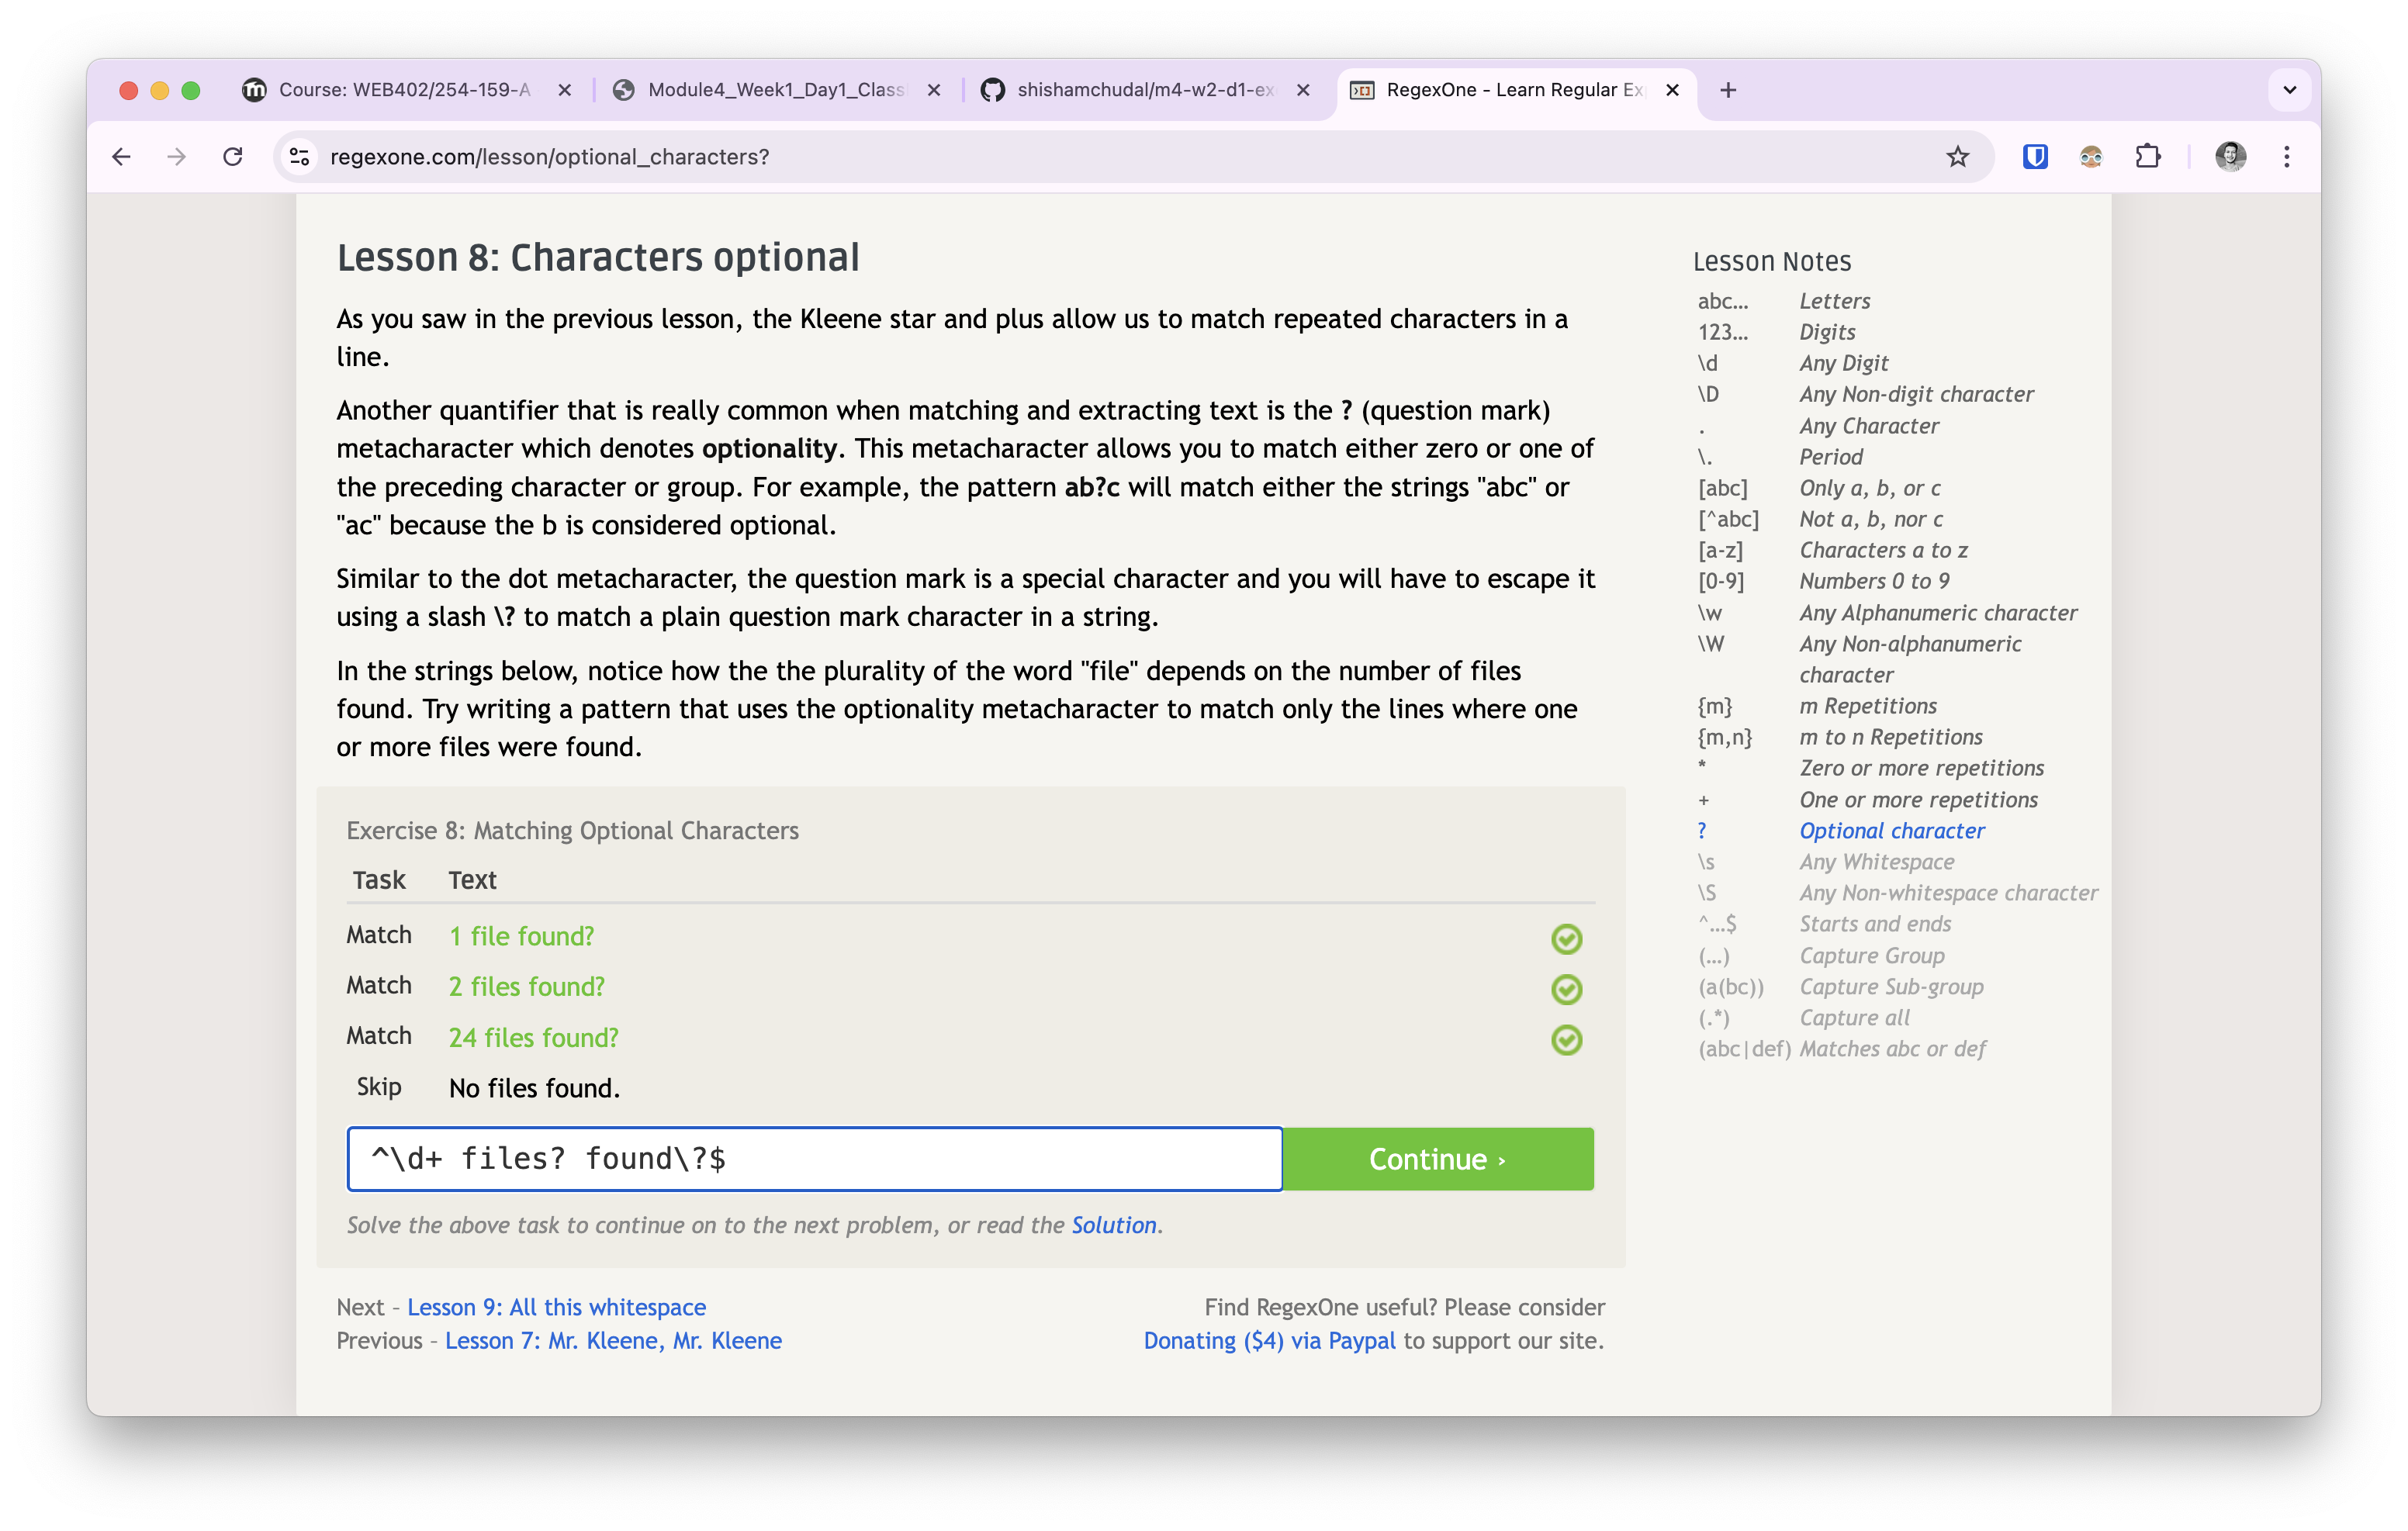 Course: WEB402/254-159-A
Module4_Week1_Day1_Class
shishamchudal/m4-w2-d1-ex
RegexOne - Learn Regular Ex
regexone.com/lesson/optional_characters?
Lesson 8: Characters optional
As you saw in the previous lesson, the Kleene star and plus allow us to match repeated characters in a
line.
Another quantifier that is really common when matching and extracting text is the ? (question mark)
metacharacter which denotes optionality. This metacharacter allows you to match either zero or one of
the preceding character or group. For example, the pattern ab?c will match either the strings "abc" or
"ac" because the b is considered optional.
Similar to the dot metacharacter, the question mark is a special character and you will have to escape it
using a slash \? to match a plain question mark character in a string.
In the strings below, notice how the the plurality of the word "file" depends on the number of files
found. Try writing a pattern that uses the optionality metacharacter to match only the lines where one
or more files were found.
Exercise 8: Matching Optional Characters
Task Text
Match 1 file found?
Match 2 files found?
Match 24 files found?
Skip No files found.
^\d+ files? found\?$
Continue ›
Solve the above task to continue on to the next problem, or read the Solution.
Next – Lesson 9: All this whitespace
Previous – Lesson 7: Mr. Kleene, Mr. Kleene
Find RegexOne useful? Please consider
Donating ($4) via Paypal to support our site.
Lesson Notes
abc… Letters
123… Digits
\d Any Digit
\D Any Non-digit character
. Any Character
\. Period
[abc] Only a, b, or c
[^abc] Not a, b, nor c
[a-z] Characters a to z
[0-9] Numbers 0 to 9
\w Any Alphanumeric character
\W Any Non-alphanumeric
character
{m} m Repetitions
{m,n} m to n Repetitions
* Zero or more repetitions
+ One or more repetitions
? Optional character
\s Any Whitespace
\S Any Non-whitespace character
^…$ Starts and ends
(…) Capture Group
(a(bc)) Capture Sub-group
(.*) Capture all
(abc|def) Matches abc or def